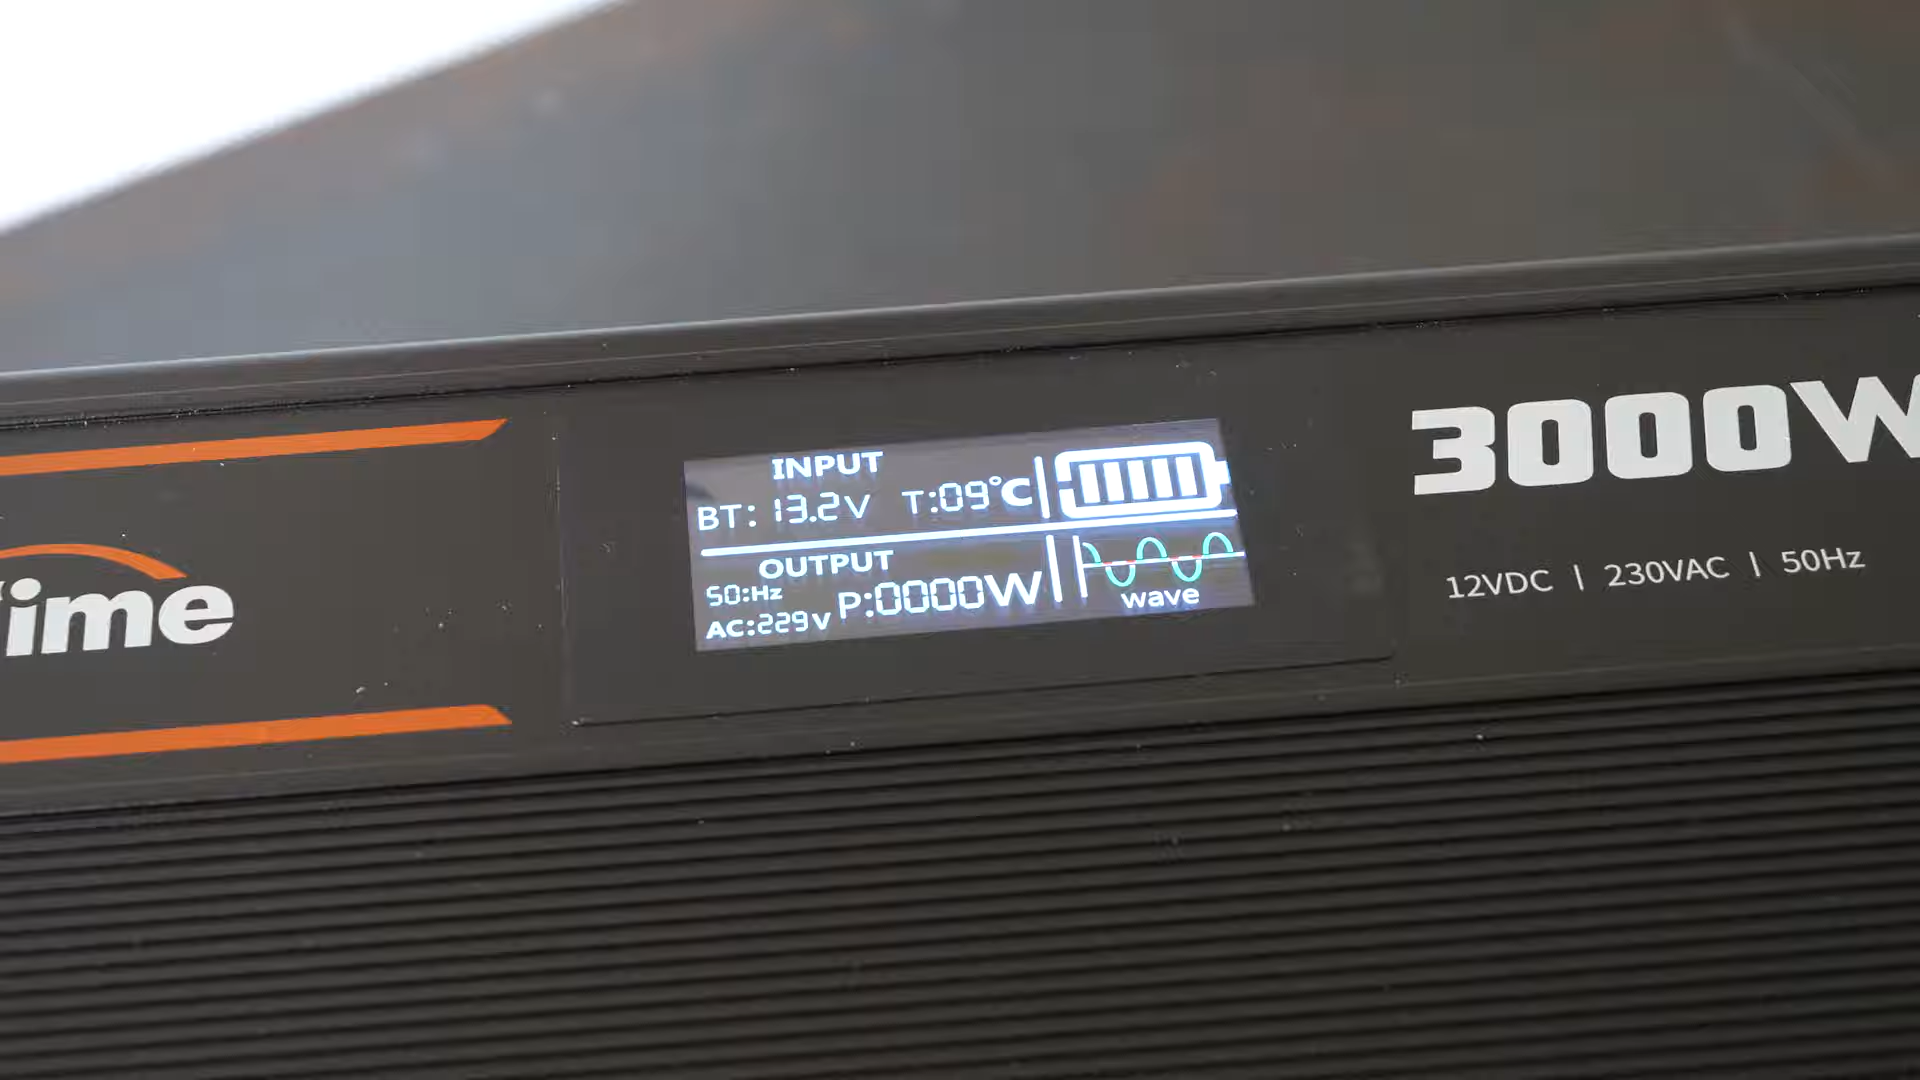 ime
INPUT
BT: 13.2V T:09°C
OUTPUT
50:Hz
AC:229V P:0000W
wave
3000W
12VDC | 230VAC | 50Hz